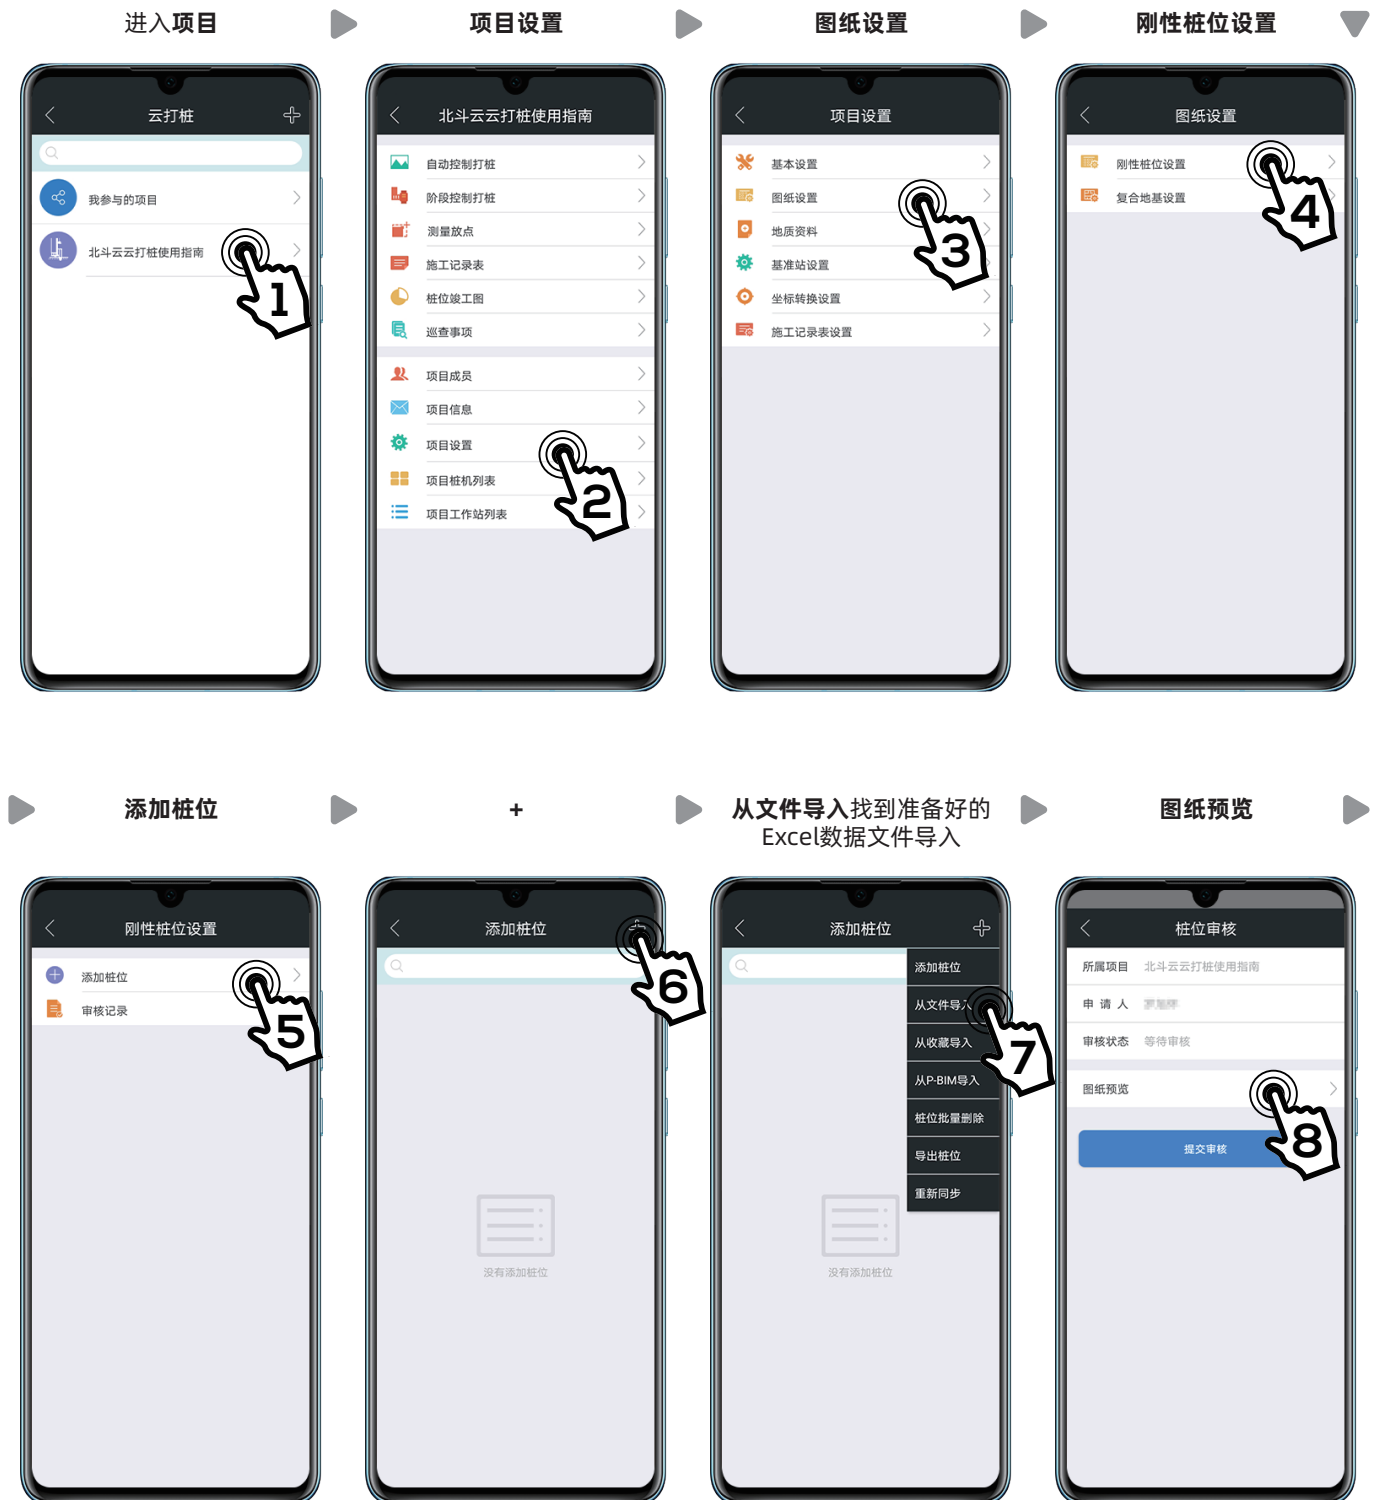 进入项目
项目设置
图纸设置
刚性桩位设置
云打桩
我参与的项目
北斗云云打桩使用指南
1
北斗云云打桩使用指南
自动控制打桩
阶段控制打桩
测量放点
施工记录表
桩位竣工图
巡查事项
项目成员
项目信息
项目设置
项目桩机列表
项目工作站列表
2
项目设置
基本设置
图纸设置
地质资料
基准站设置
坐标转换设置
施工记录表设置
3
图纸设置
刚性桩位设置
复合地基设置
4
添加桩位
+
从文件导入找到准备好的
Excel数据文件导入
图纸预览
刚性桩位设置
添加桩位
审核记录
5
添加桩位
没有添加桩位
6
添加桩位
添加桩位
从文件导入
从收藏导入
从P-BIM导入
桩位批量删除
导出桩位
重新同步
没有添加桩位
7
桩位审核
所属项目 北斗云云打桩使用指南
申请人
审核状态 等待审核
图纸预览
提交审核
8